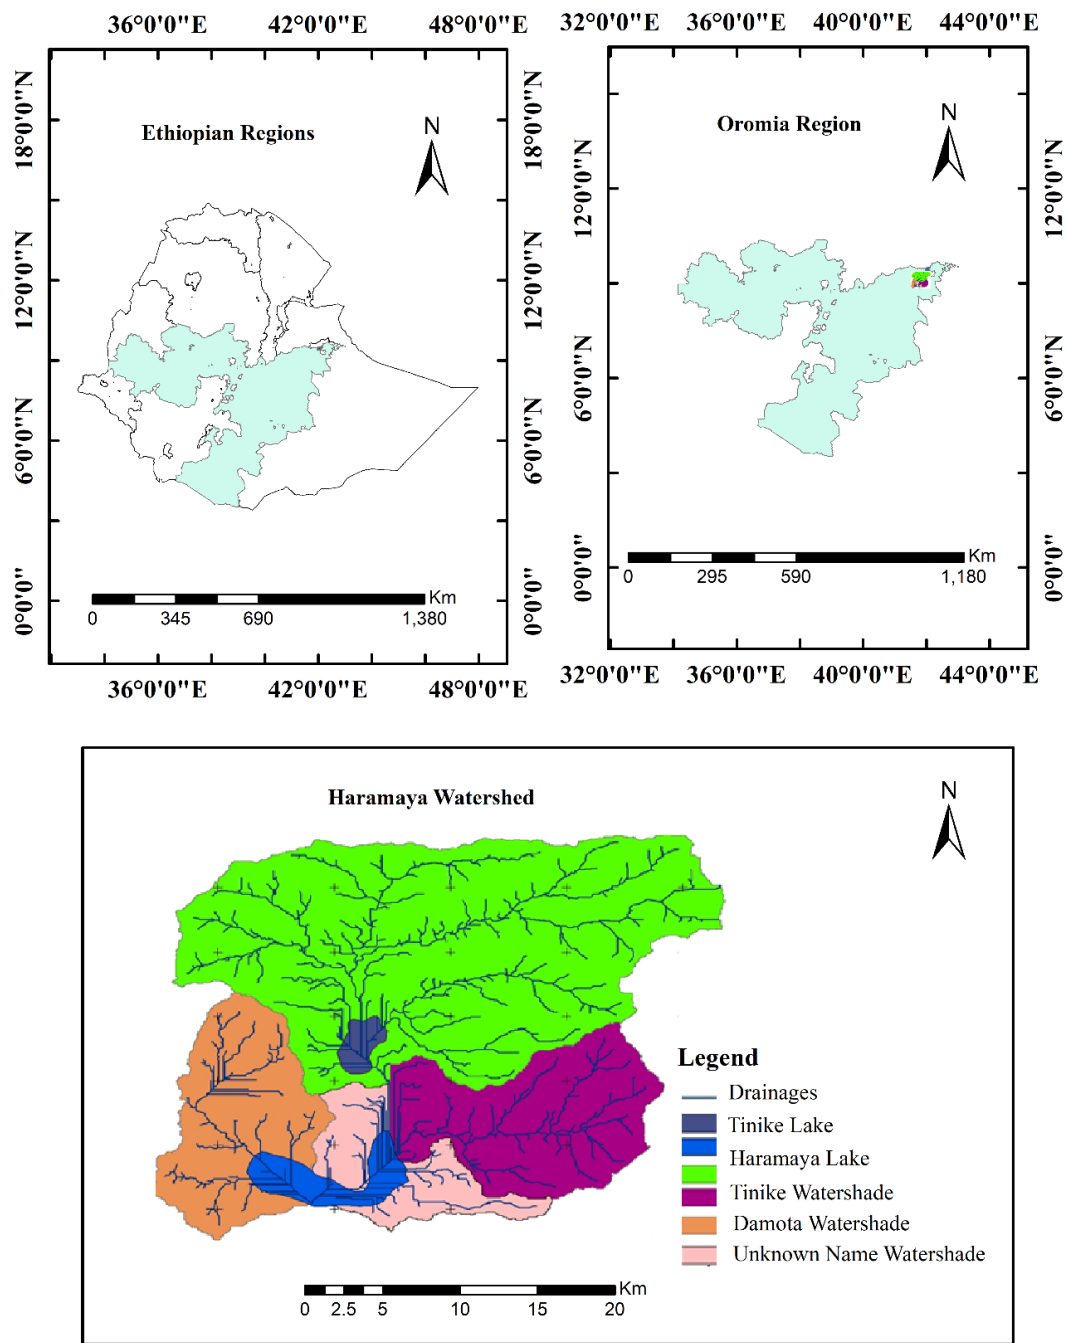 36°0'0"E 42°0'0"E 48°0'0"E
32°0'0"E 36°0'0"E 40°0'0"E 44°0'0"E
Ethiopian Regions
N
18°0'0"N
12°0'0"N
6°0'0"N
0°0'0"
18°0'0"N
12°0'0"N
6°0'0"N
0°0'0"
Km
0 345 690 1,380
36°0'0"E 42°0'0"E 48°0'0"E
Oromia Region
N
12°0'0"N
6°0'0"N
0°0'0"
12°0'0"N
6°0'0"N
0°0'0"
Km
0 295 590 1,180
32°0'0"E 36°0'0"E 40°0'0"E 44°0'0"E
Haramaya Watershed
N
Legend
Drainages
Tinike Lake
Haramaya Lake
Tinike Watershade
Damota Watershade
Unknown Name Watershade
Km
0 2.5 5 10 15 20